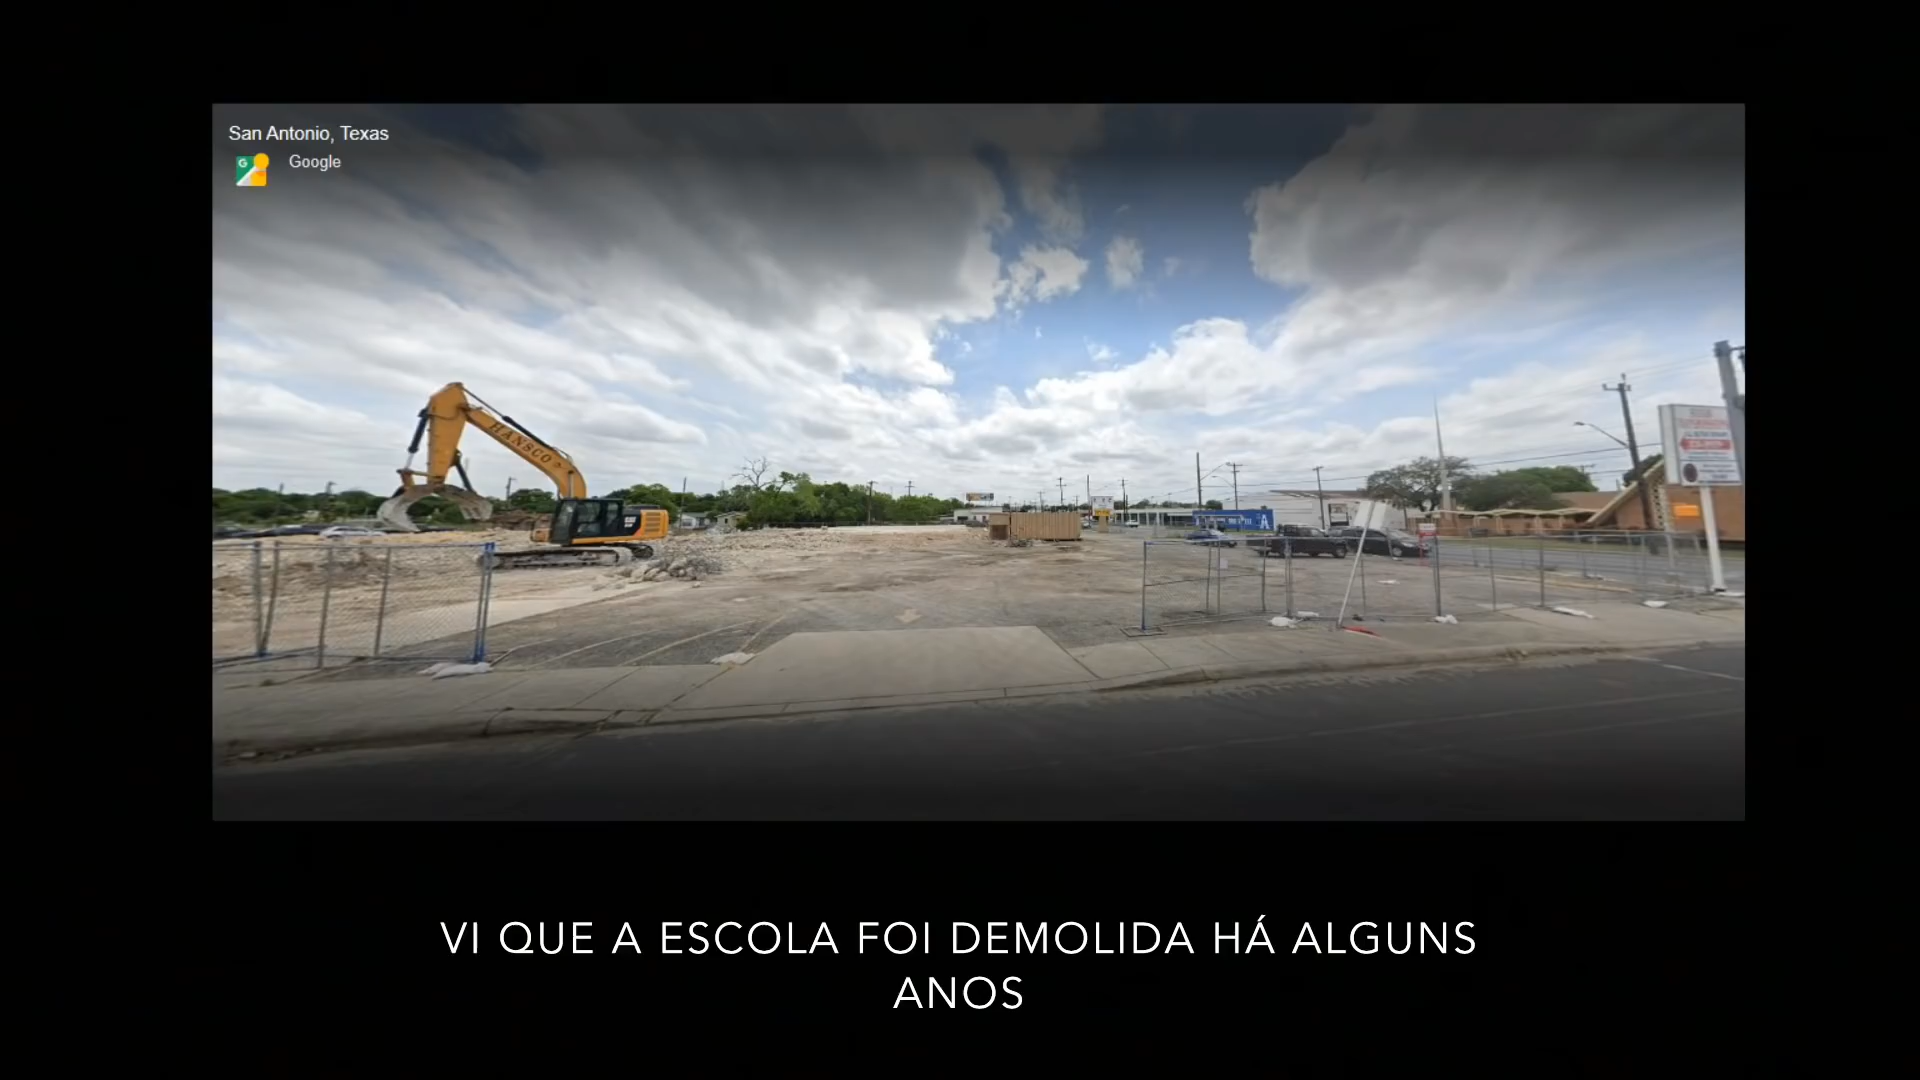 San Antonio, Texas
Google
HANSCO
VI QUE A ESCOLA FOI DEMOLIDA HÁ ALGUNS
ANOS